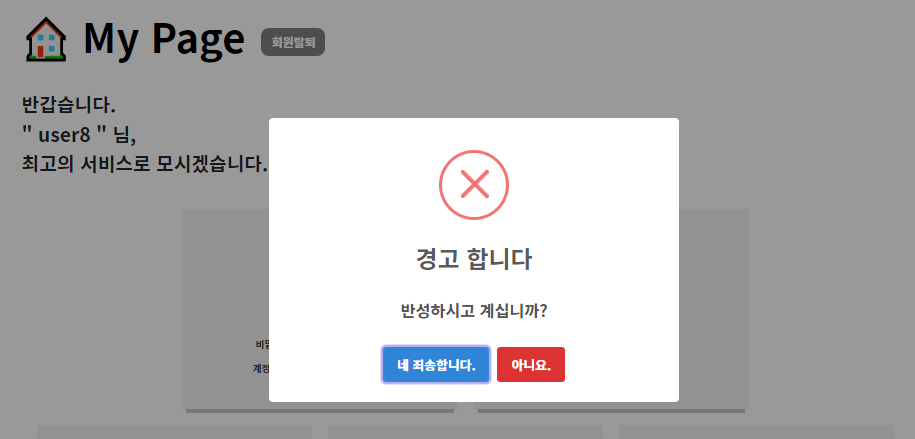 My Page
회원탈퇴
반갑습니다.
" user8 " 님,
최고의 서비스로 모시겠습니다.
경고 합니다
반성하시고 계십니까?
네 죄송합니다.
아니요.